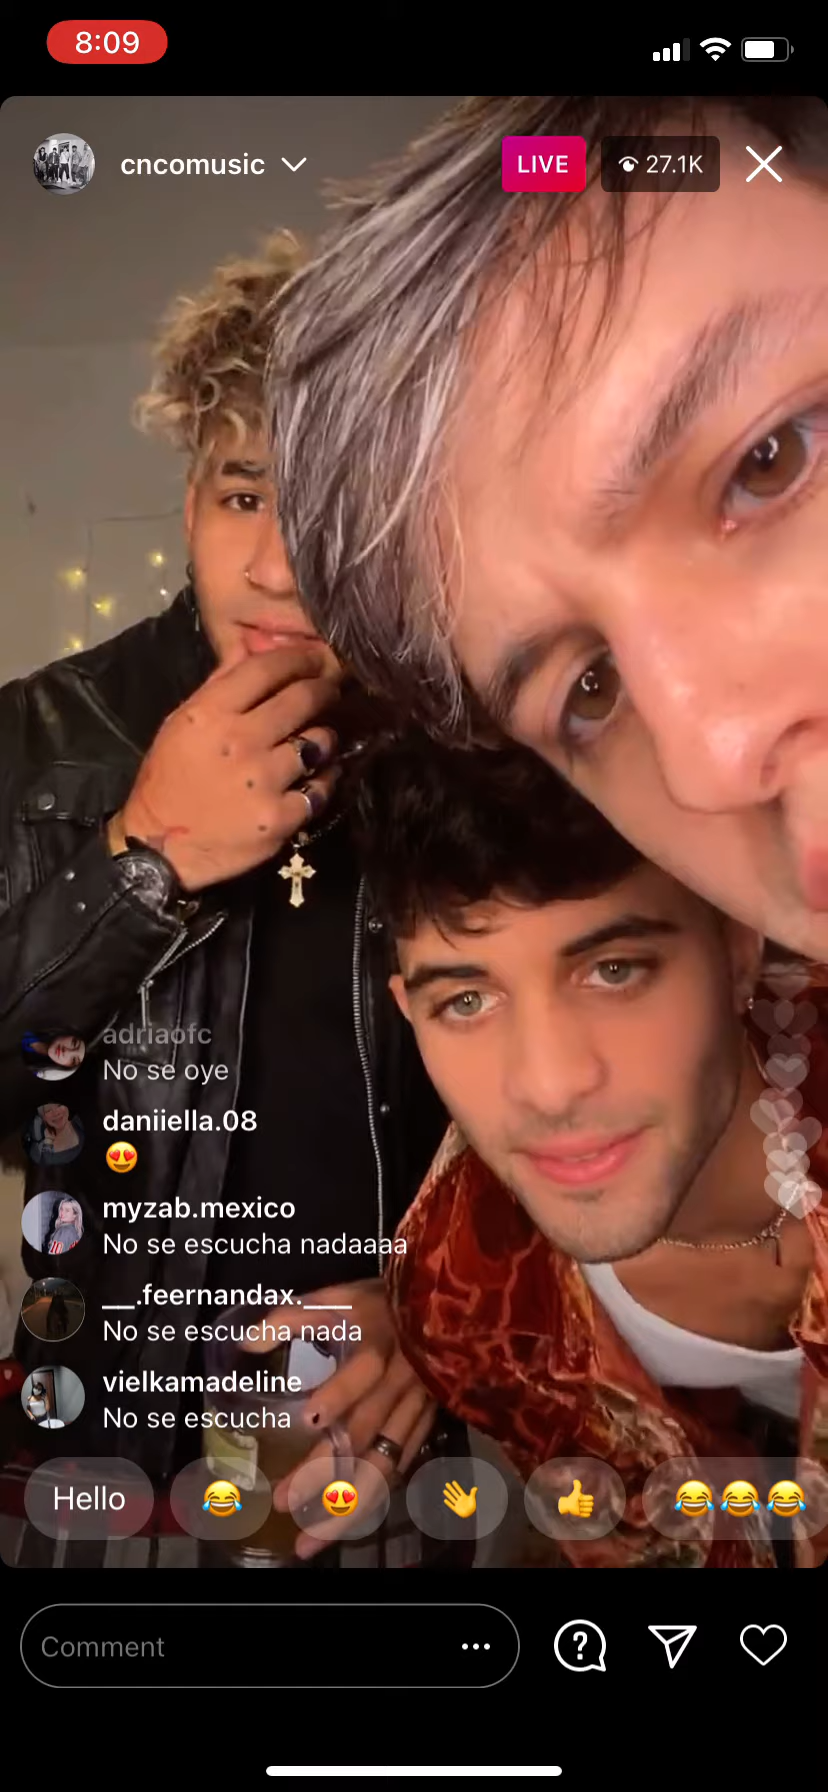 8:09
cncomusic
LIVE
27.1K
adriaofc
No se oye
daniiella.08
😍
myzab.mexico
No se escucha nadaaaa
__.feernandax.___
No se escucha nada
vielkamadeline
No se escucha
Hello 😂 😍 👋 👍 😂😂😂
Comment